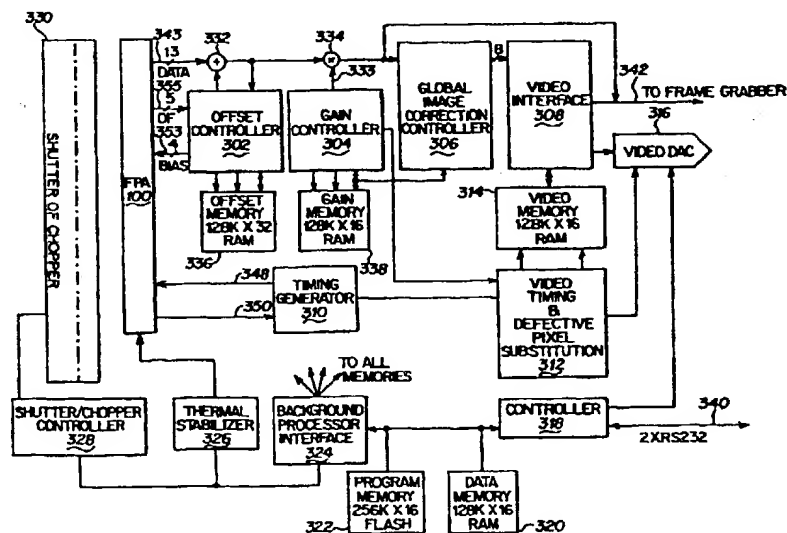 330
343
13
DATA
332
334
333
355
5
DF
353
4
BIAS
SHUTTER OF CHOPPER
FPA 100
OFFSET
CONTROLLER
302
GAIN
CONTROLLER
304
GLOBAL
IMAGE
CORRECTION
CONTROLLER
306
8
VIDEO
INTERFACE
308
342
TO FRAME GRABBER
316
VIDEO DAC
OFFSET
MEMORY
128K X 32
RAM
336
GAIN
MEMORY
128K X 16
RAM
338
314
VIDEO MEMORY
128K X 16
RAM
348
350
TIMING
GENERATOR
310
VIDEO
TIMING
&
DEFECTIVE
PIXEL
SUBSTITUTION
312
TO ALL
MEMORIES
SHUTTER/CHOPPER
CONTROLLER
328
THERMAL
STABILIZER
326
BACKGROUND
PROCESSOR
INTERFACE
324
CONTROLLER
318
340
2XRS232
PROGRAM
MEMORY
256K X 16
FLASH
322
DATA
MEMORY
128K X 16
RAM
320